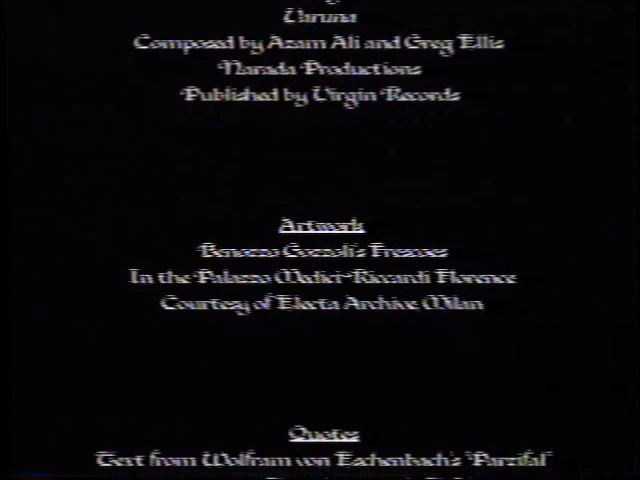 Varuna
Composed by Azam Ali and Greg Ellis
Narada Productions
Published by Virgin Records
Artwork
Benozzo Gozzoli's Frescoes
In the Palazzo Medici-Riccardi Florence
Courtesy of Electa Archive, Milan
Quotes
Text from Wolfram von Eschenbach's "Parzifal"